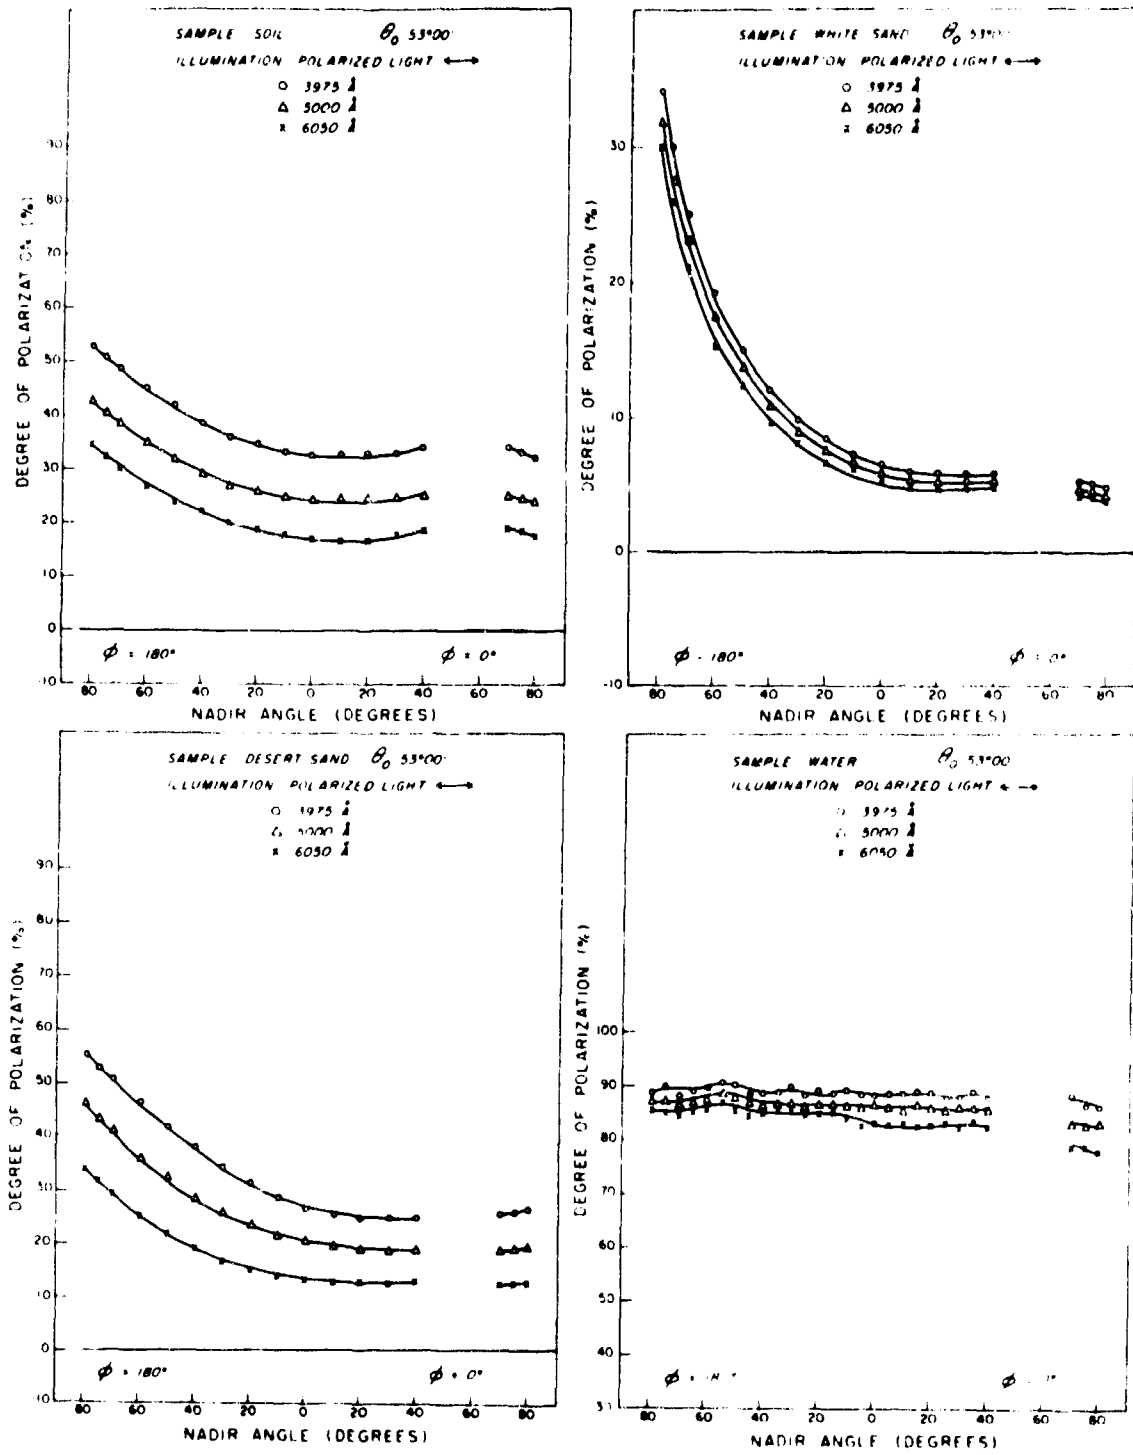 SAMPLE SOIL θ₀ 53°00'
ILLUMINATION POLARIZED LIGHT ↔
○ 3975 Å
△ 5000 Å
× 6050 Å
90
80
70
60
50
40
30
20
10
0
-10
DEGREE OF POLARIZATION (%)
ϕ = 180° ϕ = 0°
80 60 40 20 0 20 40 60 80
NADIR ANGLE (DEGREES)
SAMPLE WHITE SAND θ₀ 53°00'
ILLUMINATION POLARIZED LIGHT ↔
○ 3975 Å
△ 5000 Å
× 6050 Å
30
20
10
0
-10
DEGREE OF POLARIZATION (%)
ϕ = 180° ϕ = 0°
80 60 40 20 0 20 40 60 80
NADIR ANGLE (DEGREES)
SAMPLE DESERT SAND θ₀ 53°00'
ILLUMINATION POLARIZED LIGHT ↔
○ 3975 Å
△ 5000 Å
× 6050 Å
90
80
70
60
50
40
30
20
10
0
-10
DEGREE OF POLARIZATION (%)
ϕ = 180° ϕ = 0°
80 60 40 20 0 20 40 60 80
NADIR ANGLE (DEGREES)
SAMPLE WATER θ₀ 53°00'
ILLUMINATION POLARIZED LIGHT ↔
○ 3975 Å
△ 5000 Å
× 6050 Å
100
90
80
70
60
50
40
30
DEGREE OF POLARIZATION (%)
ϕ ϕ
80 60 40 20 0 20 40 60 80
NADIR ANGLE (DEGREES)